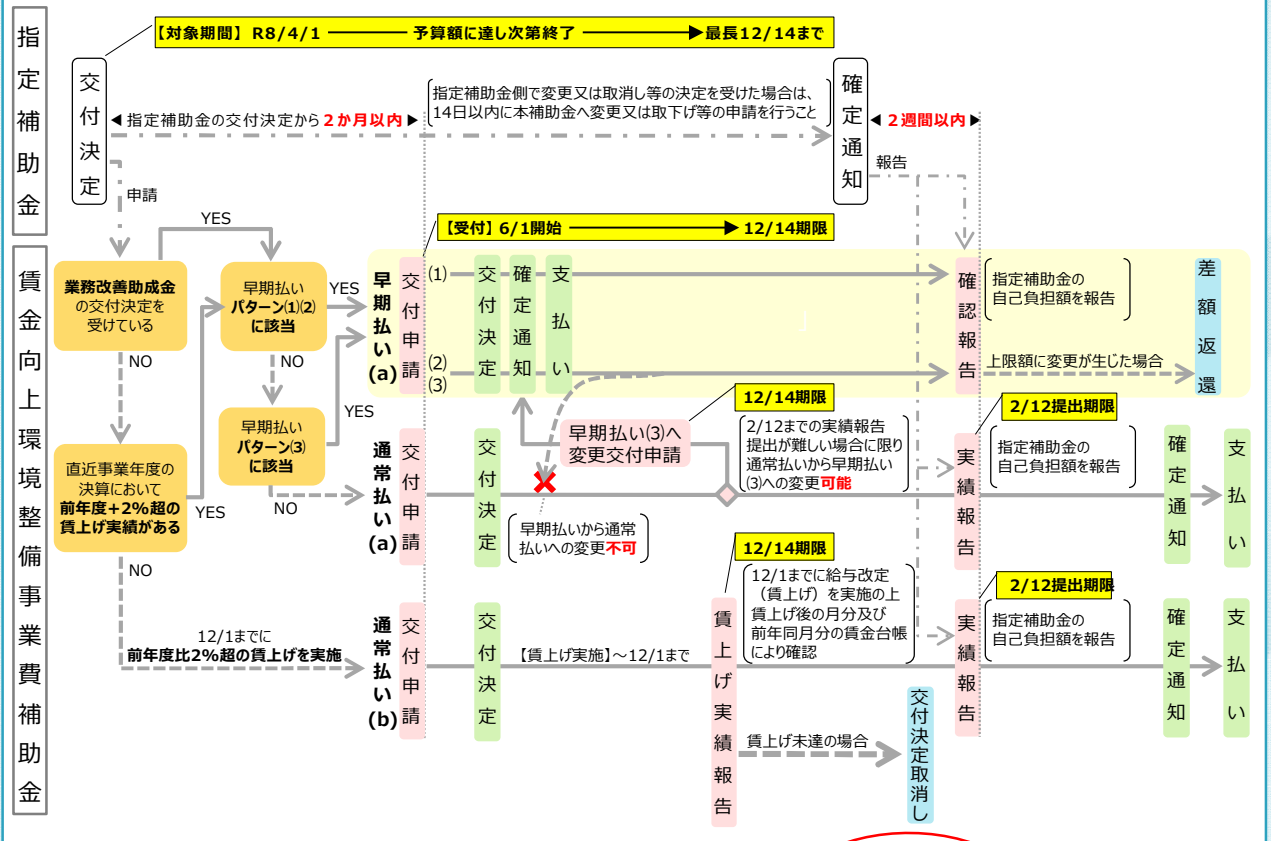 指定補助金
【対象期間】R8/4/1 予算額に達し次第終了 最長12/14まで
交付決定
指定補助金の交付決定から2か月以内
指定補助金側で変更又は取消し等の決定を受けた場合は、
14日以内に本補助金へ変更又は取下げ等の申請を行うこと
確定通知
2週間以内
報告
申請
賃金向上環境整備事業費補助金
【受付】6/1開始 12/14期限
業務改善助成金
の交付決定を
受けている
YES
NO
早期払い
パターン(1)(2)
に該当
YES
NO
早期払い
パターン(3)
に該当
YES
NO
直近事業年度の
決算において
前年度+2%超の
賃上げ実績がある
YES
NO
12/1までに
前年度比2%超の賃上げを実施
早期払い(a)
交付申請
(1)
(2)
(3)
交付決定
確定通知
支払い
確認報告
指定補助金の
自己負担額を報告
上限額に変更が生じた場合
差額返還
12/14期限
早期払い(3)へ
変更交付申請
2/12までの実績報告
提出が難しい場合に限り
通常払いから早期払い
(3)への変更可能
通常払い(a)
交付申請
交付決定
早期払いから通常
払いへの変更不可
2/12提出期限
実績報告
指定補助金の
自己負担額を報告
確定通知
支払い
通常払い(b)
交付申請
交付決定
【賃上げ実施】~12/1まで
12/14期限
賃上げ実績報告
12/1までに給与改定
(賃上げ)を実施の上
賃上げ後の月分及び
前年同月分の賃金台帳
により確認
賃上げ未達の場合
交付決定取消し
2/12提出期限
実績報告
指定補助金の
自己負担額を報告
確定通知
支払い